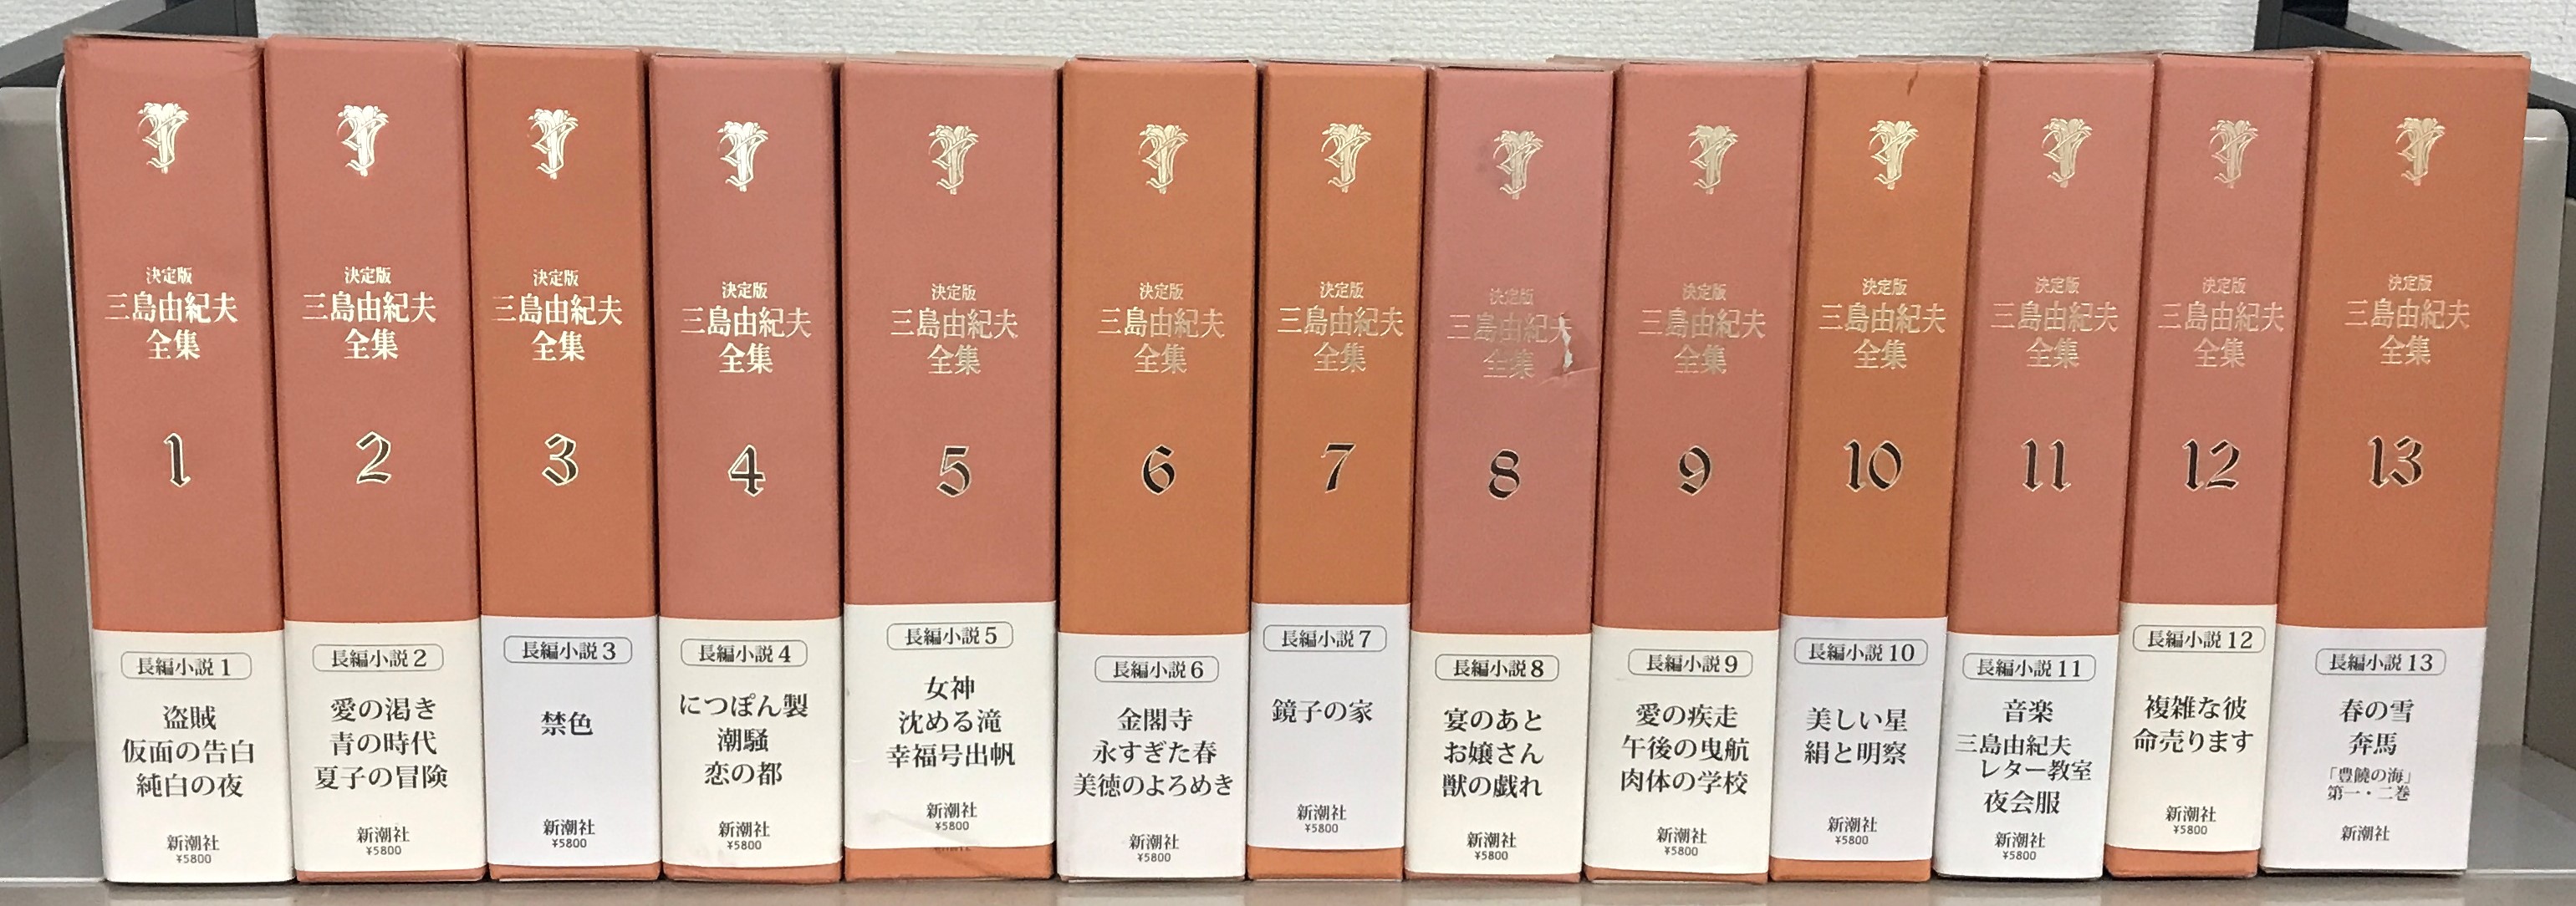 決定版
三島由紀夫
全集
1
長編小説1
盗賊
仮面の告白
純白の夜
新潮社
¥5800
決定版
三島由紀夫
全集
2
長編小説2
愛の渇き
青の時代
夏子の冒険
新潮社
¥5800
決定版
三島由紀夫
全集
3
長編小説3
禁色
新潮社
¥5800
決定版
三島由紀夫
全集
4
長編小説4
につぽん製
潮騒
恋の都
新潮社
¥5800
決定版
三島由紀夫
全集
5
長編小説5
女神
沈める滝
幸福号出帆
新潮社
¥5800
決定版
三島由紀夫
全集
6
長編小説6
金閣寺
永すぎた春
美徳のよろめき
新潮社
¥5800
決定版
三島由紀夫
全集
7
長編小説7
鏡子の家
新潮社
¥5800
決定版
三島由紀夫
全集
8
長編小説8
宴のあと
お嬢さん
獣の戯れ
新潮社
¥5800
決定版
三島由紀夫
全集
9
長編小説9
愛の疾走
午後の曳航
肉体の学校
新潮社
¥5800
決定版
三島由紀夫
全集
10
長編小説10
美しい星
絹と明察
新潮社
¥5800
決定版
三島由紀夫
全集
11
長編小説11
音楽
三島由紀夫
レター教室
夜会服
新潮社
¥5800
決定版
三島由紀夫
全集
12
長編小説12
複雑な彼
命売ります
新潮社
¥5800
決定版
三島由紀夫
全集
13
長編小説13
春の雪
奔馬
「豊饒の海」
第一・二巻
新潮社